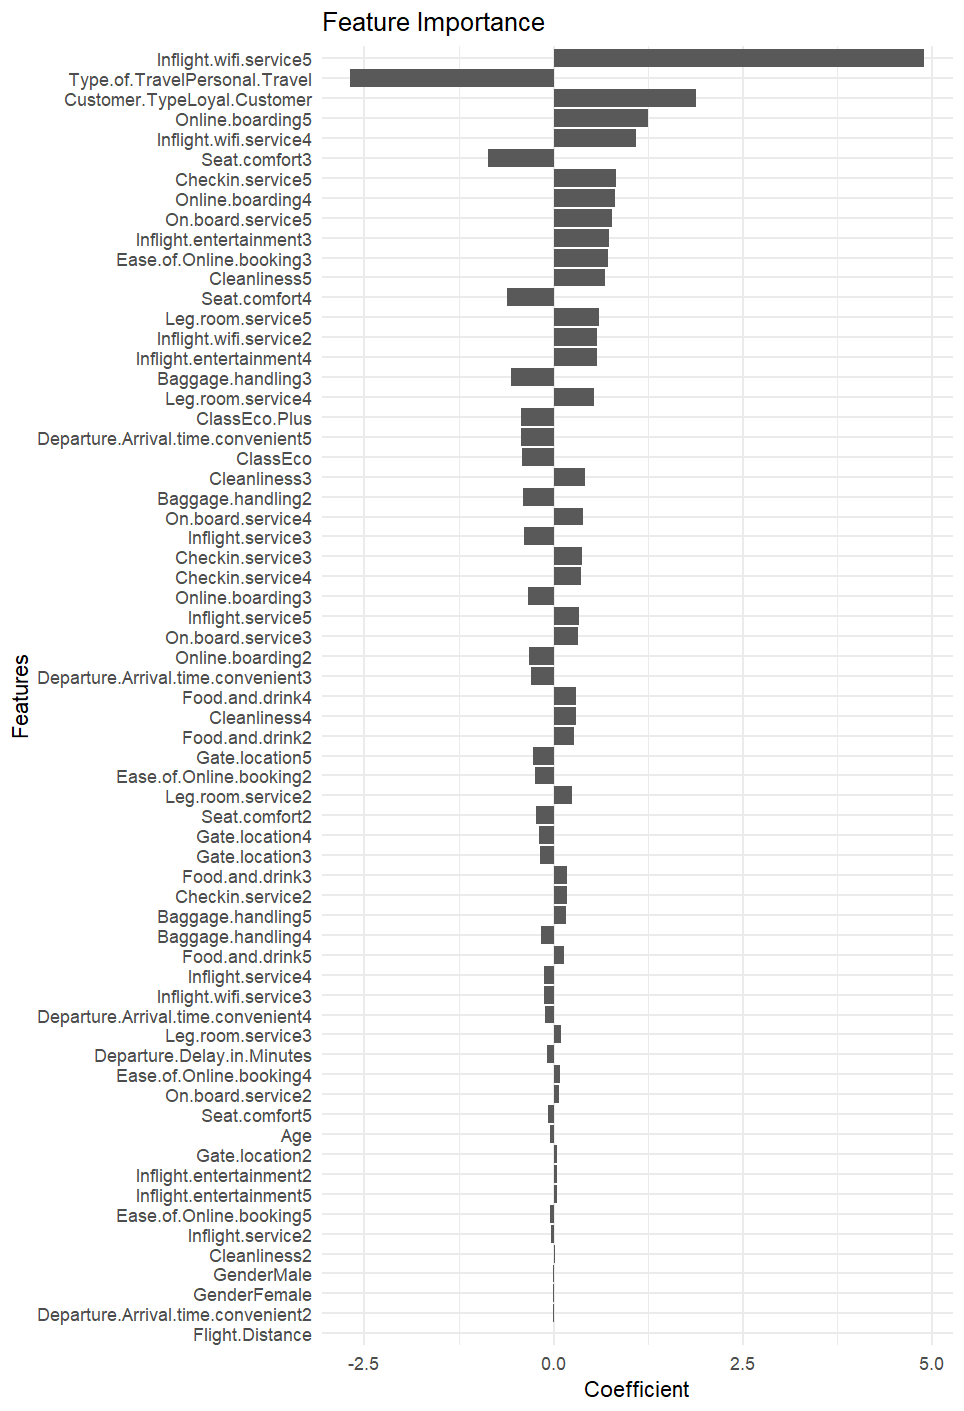 Feature Importance
Inflight.wifi.service5
Type.of.TravelPersonal.Travel
Customer.TypeLoyal.Customer
Online.boarding5
Inflight.wifi.service4
Seat.comfort3
Checkin.service5
Online.boarding4
On.board.service5
Inflight.entertainment3
Ease.of.Online.booking3
Cleanliness5
Seat.comfort4
Leg.room.service5
Inflight.wifi.service2
Inflight.entertainment4
Baggage.handling3
Leg.room.service4
ClassEco.Plus
Departure.Arrival.time.convenient5
ClassEco
Cleanliness3
Baggage.handling2
On.board.service4
Inflight.service3
Checkin.service3
Checkin.service4
Online.boarding3
Inflight.service5
On.board.service3
Online.boarding2
Departure.Arrival.time.convenient3
Food.and.drink4
Cleanliness4
Food.and.drink2
Gate.location5
Ease.of.Online.booking2
Leg.room.service2
Seat.comfort2
Gate.location4
Gate.location3
Food.and.drink3
Checkin.service2
Baggage.handling5
Baggage.handling4
Food.and.drink5
Inflight.service4
Inflight.wifi.service3
Departure.Arrival.time.convenient4
Leg.room.service3
Departure.Delay.in.Minutes
Ease.of.Online.booking4
On.board.service2
Seat.comfort5
Age
Gate.location2
Inflight.entertainment2
Inflight.entertainment5
Ease.of.Online.booking5
Inflight.service2
Cleanliness2
GenderMale
GenderFemale
Departure.Arrival.time.convenient2
Flight.Distance
Features
-2.5 0.0 2.5 5.0
Coefficient